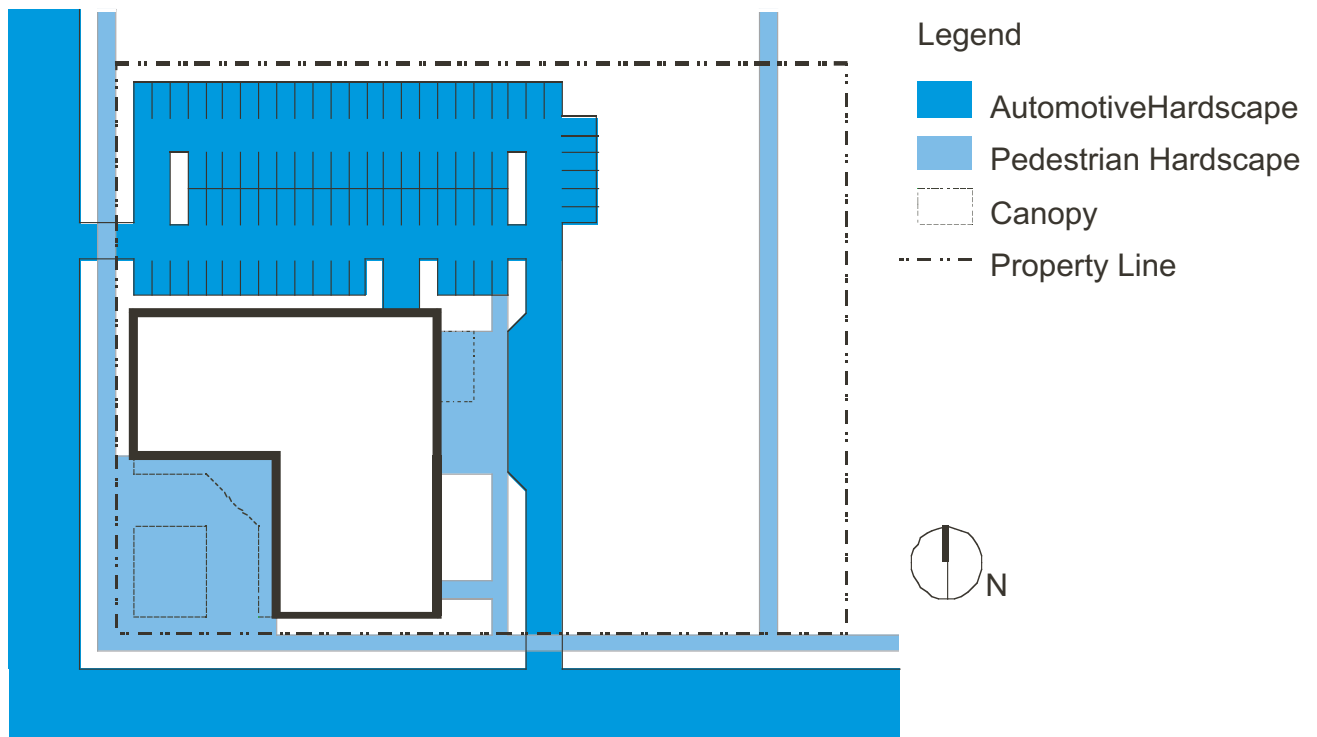 Legend
AutomotiveHardscape
Pedestrian Hardscape
Canopy
Property Line
N